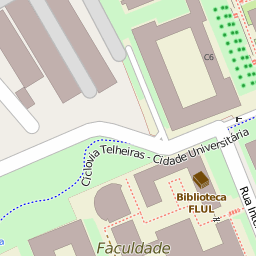 C6
Ciclovia Telheiras - Cidade Universitária
Biblioteca
FLUL
Rua Inte
Faculdade
a